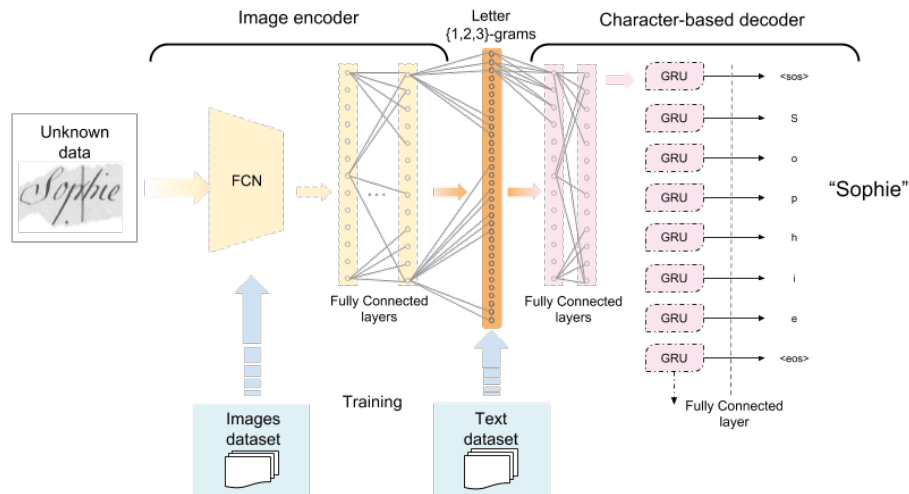 Image encoder
Letter
{1,2,3}-grams
Character-based decoder
Unknown
data
Sophie
FCN
...
Fully Connected
layers
Fully Connected
layers
GRU
<sos>
GRU
S
GRU
o
GRU
p
GRU
h
GRU
i
GRU
e
GRU
<eos>
"Sophie"
Fully Connected
layer
Training
Images
dataset
Text
dataset